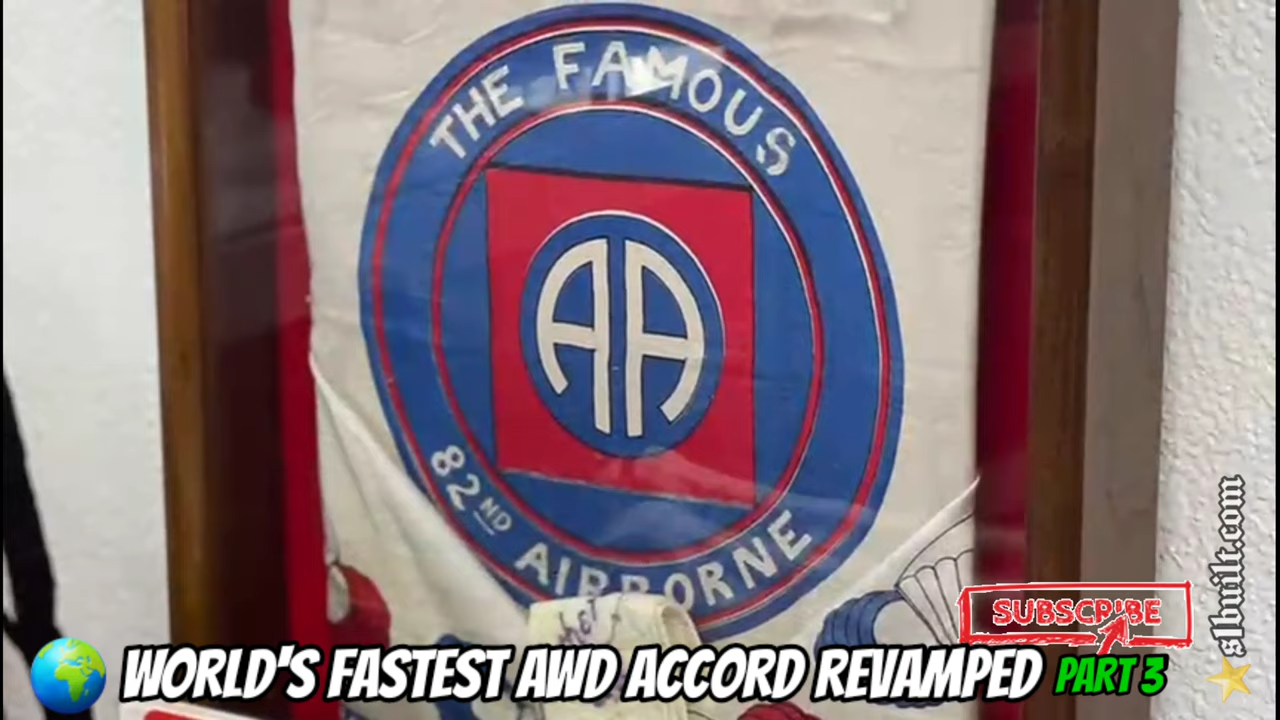 THE FAMOUS
AA
82ND AIRBORNE
SUBSCRIBE
WORLD'S FASTEST AWD ACCORD REVAMPED PART 3
s1built.com